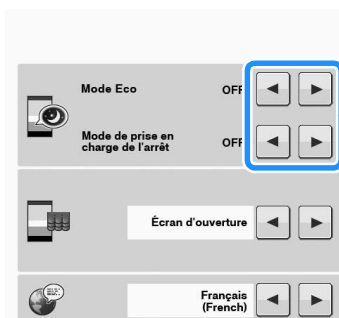 Mode Eco OFF
Mode de prise en
charge de l'arrêt OFF
Écran d'ouverture
Français
(French)